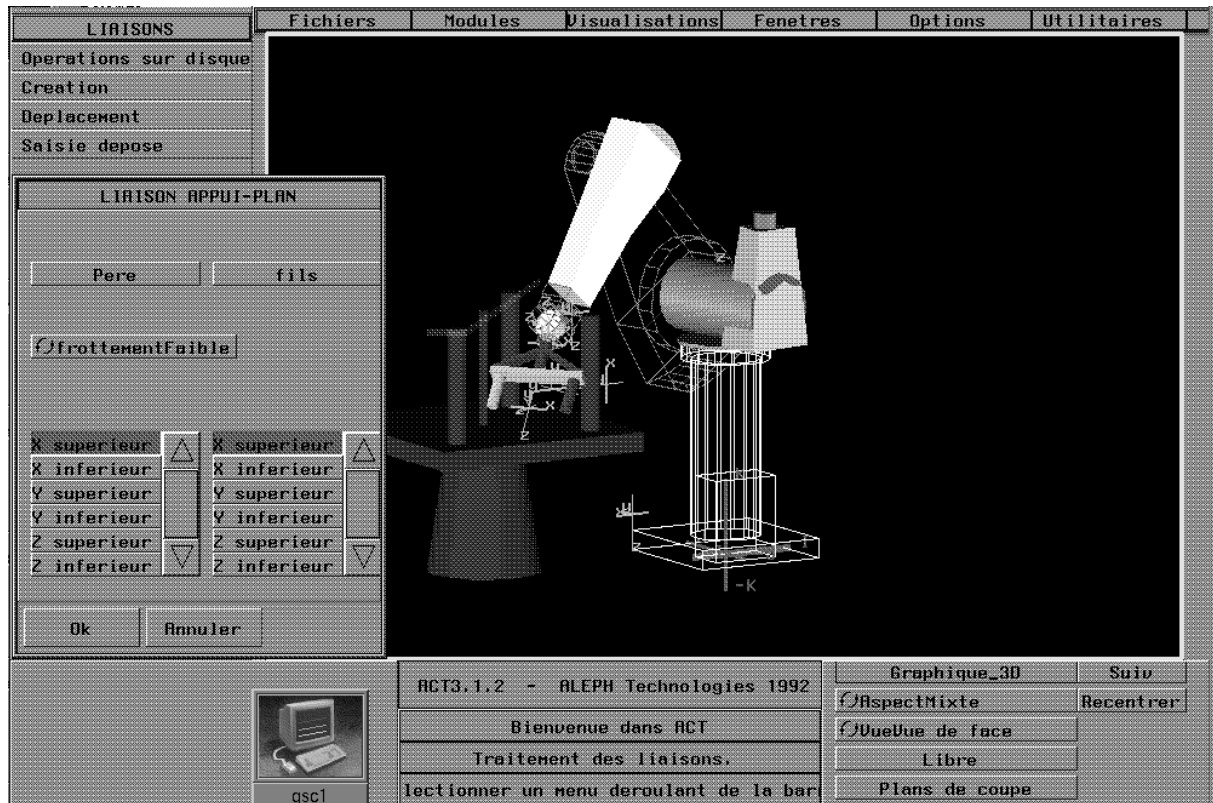 LIAISONS
Fichiers Modules Visualisations Fenetres Options Utilitaires
Operations sur disque
Creation
Deplacement
Saisie depose
LIAISON APPUI-PLAN
Pere fils
frottementFaible
X superieur X superieur
X inferieur X inferieur
Y superieur Y superieur
Y inferieur Y inferieur
Z superieur Z superieur
Z inferieur Z inferieur
Ok Annuler
Z
X
Z
X
Z
-K
ACT3.1.2 - ALEPH Technologies 1992
Bienvenue dans ACT
Traitement des liaisons.
lectionner un menu deroulant de la bar
gsc1
Graphique_3D Suiv
AspectMixte Recentrer
VueVue de face
Libre
Plans de coupe